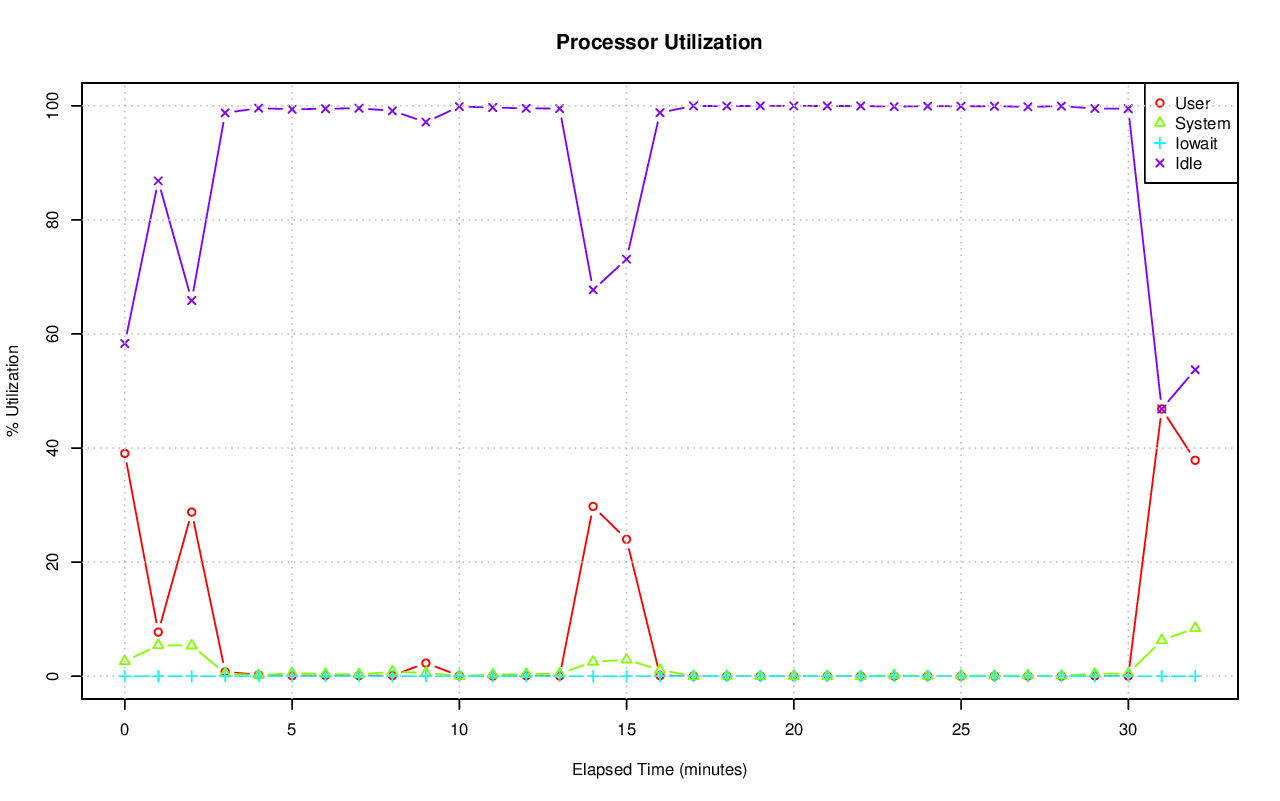 Processor Utilization
100
80
60
40
20
0
% Utilization
User
System
Iowait
Idle
0 5 10 15 20 25 30
Elapsed Time (minutes)